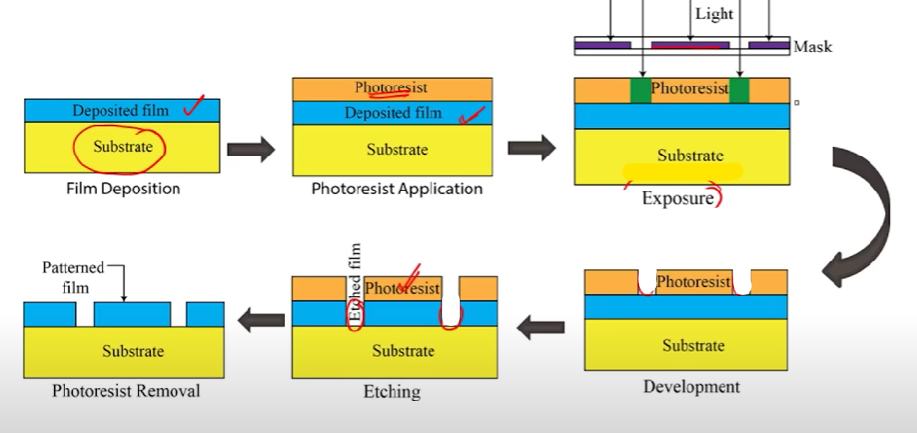 Light
Mask
Photoresist
Deposited film
Substrate
Film Deposition
Photoresist
Deposited film
Substrate
Photoresist Application
Substrate
Exposure
Patterned
film
Substrate
Photoresist Removal
Etched film
Photoresist
Substrate
Etching
Photoresist
Substrate
Development